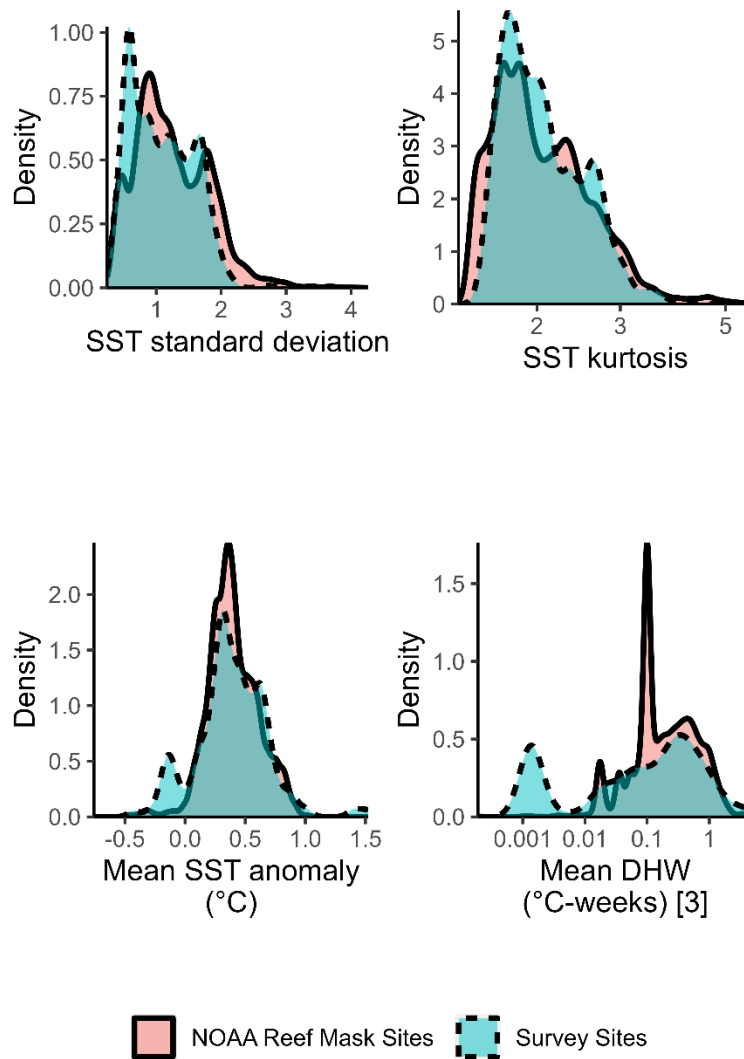 1.00
0.75
0.50
0.25
0.00
Density
1 2 3 4
SST standard deviation
5
4
3
2
1
0
Density
2 3 5
SST kurtosis
2.0
1.5
1.0
0.5
0.0
Density
-0.5 0.0 0.5 1.0 1.5
Mean SST anomaly
(°C)
1.5
1.0
0.5
0.0
Density
0.001 0.01 0.1 1
Mean DHW
(°C-weeks) [3]
NOAA Reef Mask Sites Survey Sites